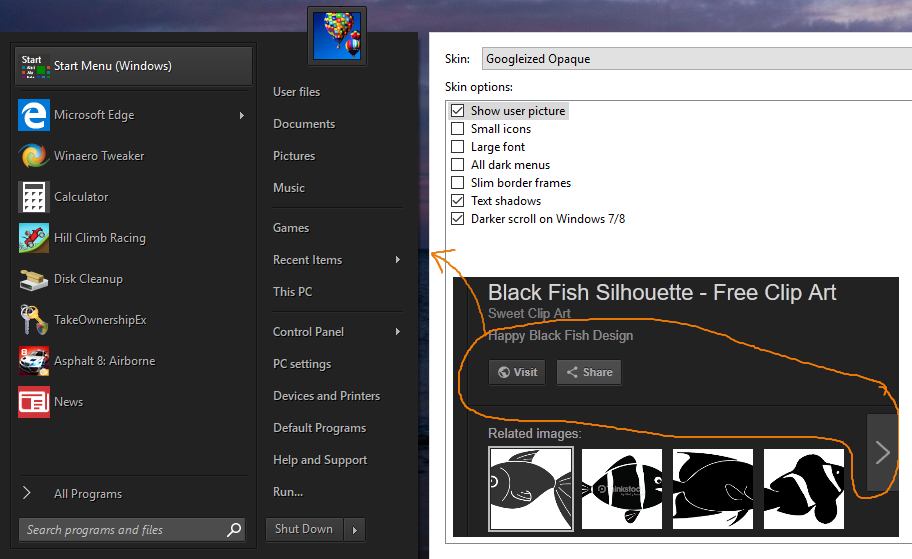 Start
Start Menu (Windows)
Microsoft Edge
Winaero Tweaker
Calculator
Hill Climb Racing
Disk Cleanup
TakeOwnershipEx
Asphalt 8: Airborne
News
All Programs
Search programs and files
User files
Documents
Pictures
Music
Games
Recent Items
This PC
Control Panel
PC settings
Devices and Printers
Default Programs
Help and Support
Run...
Shut Down
Skin:
Googleized Opaque
Skin options:
Show user picture
Small icons
Large font
All dark menus
Slim border frames
Text shadows
Darker scroll on Windows 7/8
Black Fish Silhouette - Free Clip Art
Sweet Clip Art
Happy Black Fish Design
Visit
Share
Related images: